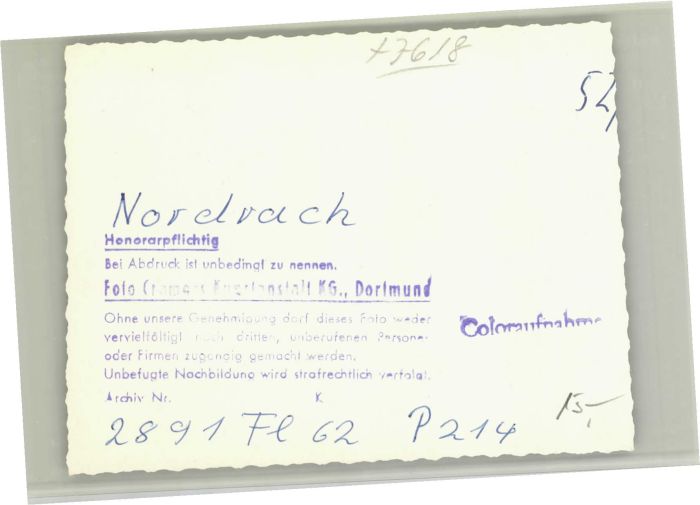 +7618
52,
Nordrach
Honorarpflichtig
Bei Abdruck ist unbedingt zu nennen.
Foto Cramers Kunstanstalt KG., Dortmund
Ohne unsere Genehmigung darf dieses Foto weder
vervielfältigt noch dritten, unberufenen Persone-
oder Firmen zugängig gemacht werden.
Unbefugte Nachbildung wird strafrechtlich verfolgt.
Coloraufnahme
Archiv Nr. K
2891 Fl 62 P214
15,-